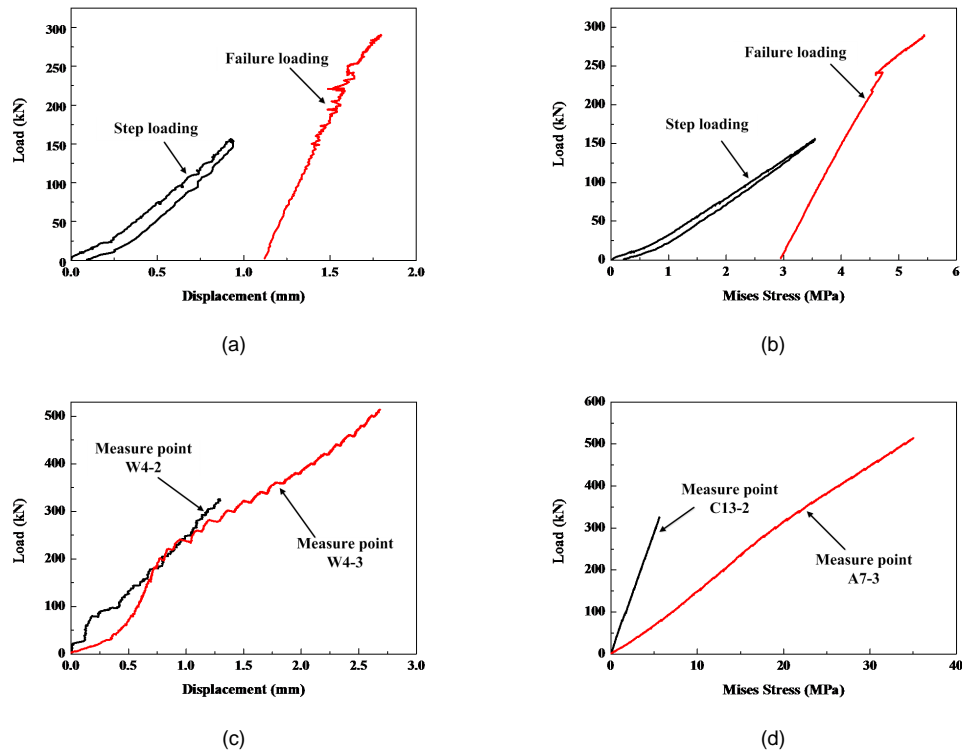 300
250
200
150
100
50
0
Load (kN)
Failure loading
Step loading
0.0
0.5
1.0
1.5
2.0
Displacement (mm)
(a)
300
250
200
150
100
50
0
Load (kN)
Failure loading
Step loading
0
1
2
3
4
5
6
Mises Stress (MPa)
(b)
500
400
300
200
100
0
Load (kN)
Measure point
W4-2
Measure point
W4-3
0.0
0.5
1.0
1.5
2.0
2.5
3.0
Displacement (mm)
(c)
600
500
400
300
200
100
0
Load (kN)
Measure point
C13-2
Measure point
A7-3
0
10
20
30
40
Mises Stress (MPa)
(d)